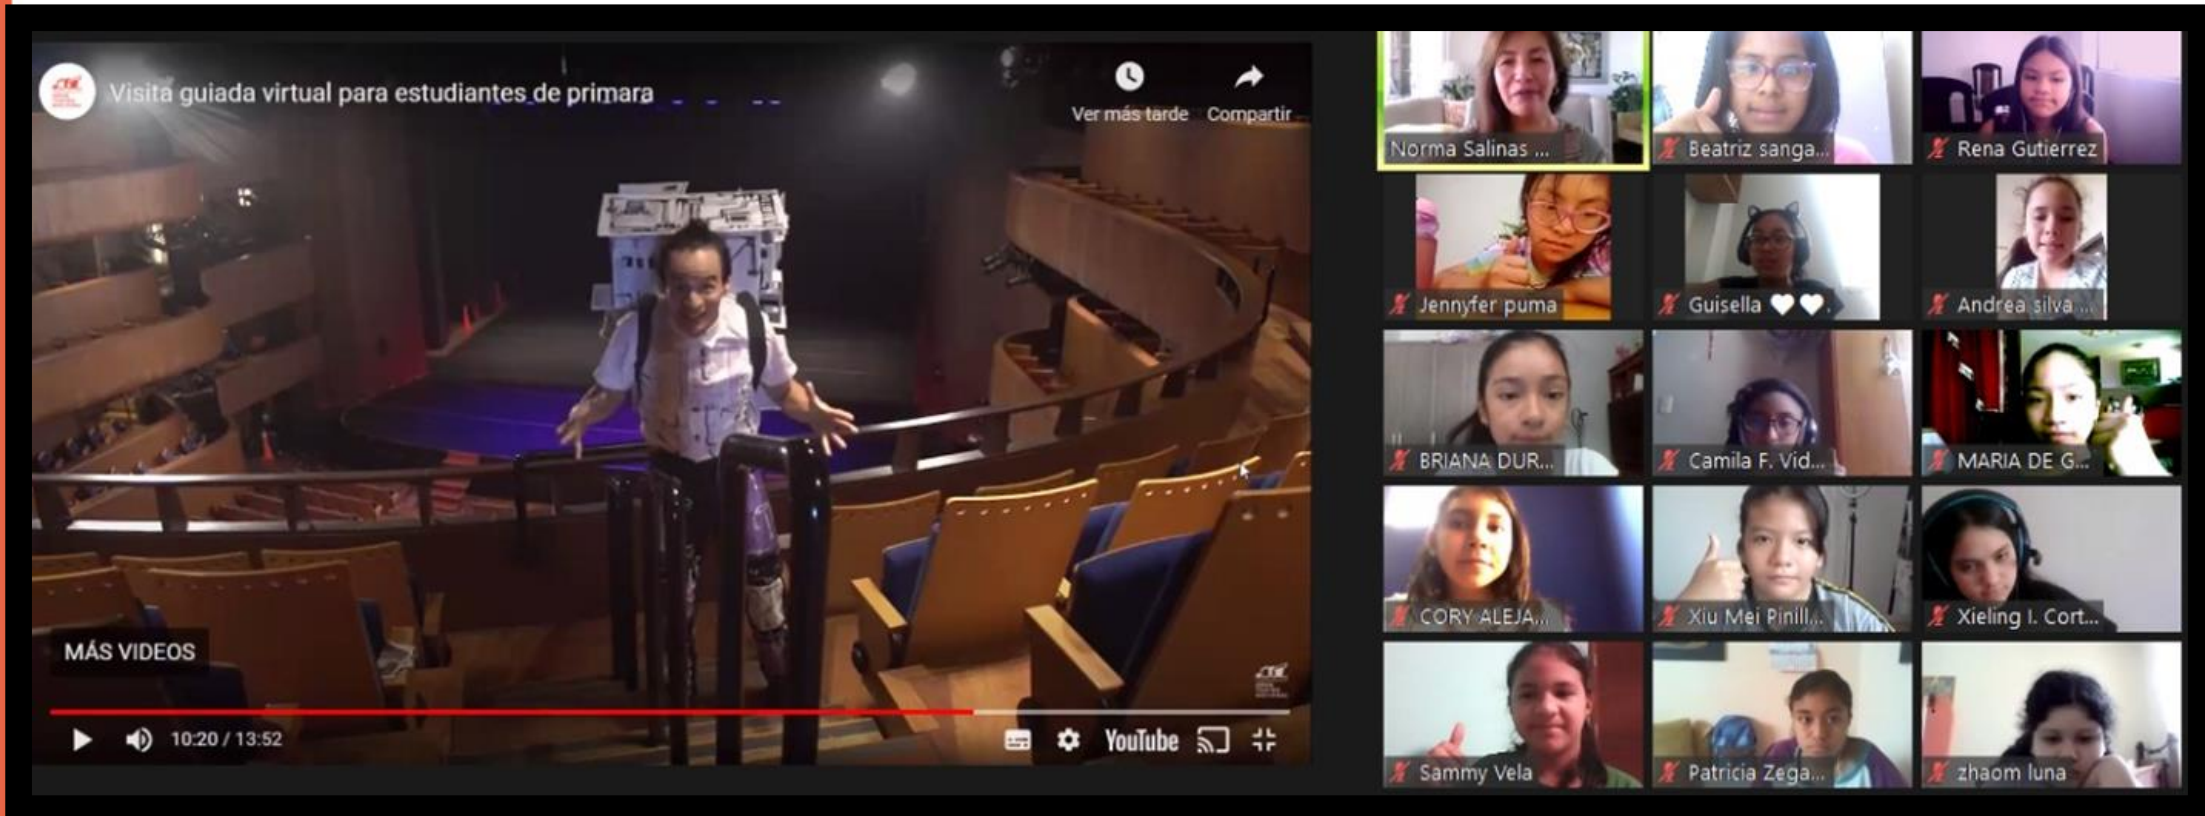 Visita guiada virtual para estudiantes de primara
Ver más tarde
Compartir
MÁS VIDEOS
10:20 / 13:52
YouTube
Norma Salinas ...
Beatriz sanga...
Rena Gutierrez
Jennyfer puma
Guisella 🤍🤍.
Andrea silva ...
BRIANA DUR...
Camila F. Vid...
MARIA DE G...
CORY ALEJA...
Xiu Mei Pinill...
Xieling I. Cort...
Sammy Vela
Patricia Zega...
zhaom luna